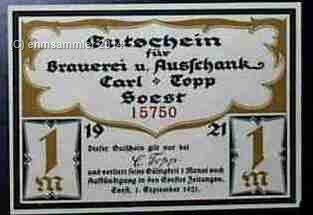 Gutschein
für
Brauerei u. Ausschank
Carl Topp
Soest
15750
19 21
1 M
1 M
Dieser Gutschein gilt nur bei
C. Topp
und verliert seine Gültigkeit 1 Monat nach
Aufkündigung in den Soester Zeitungen.
Soest, 1. September 1921.